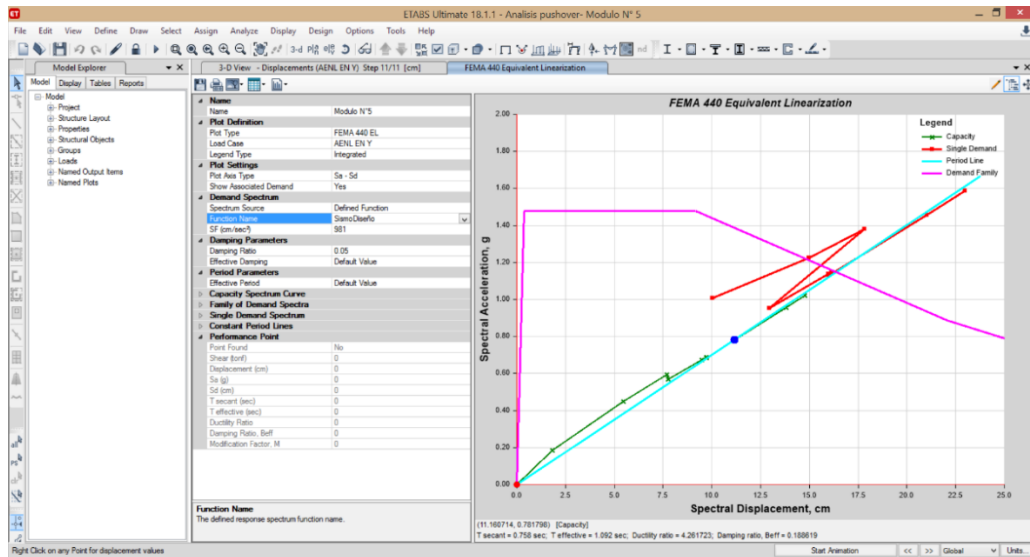 ETABS Ultimate 18.1.1 - Analisis pushover- Modulo N° 5
File Edit View Define Draw Select Assign Analyze Display Design Options Tools Help
Model Explorer
3-D View - Displacements (AENL EN Y) Step 11/11 [cm]
FEMA 440 Equivalent Linearization
Model Display Tables Reports
Model
Project
Structure Layout
Properties
Structural Objects
Groups
Loads
Named Output Items
Named Plots
Name
Name Modulo N°5
Plot Definition
Plot Type FEMA 440 EL
Load Case AENL EN Y
Legend Type Integrated
Plot Settings
Plot Axis Type Sa - Sd
Show Associated Demand Yes
Demand Spectrum
Spectrum Source Defined Function
Function Name SismoDiseño
SF (cm/sec²) 981
Damping Parameters
Damping Ratio 0.05
Effective Damping Default Value
Period Parameters
Effective Period Default Value
Capacity Spectrum Curve
Family of Demand Spectra
Single Demand Spectrum
Constant Period Lines
Performance Point
Point Found No
Shear (tonf) 0
Displacement (cm) 0
Sa (g) 0
Sd (cm) 0
T secant (sec) 0
T effective (sec) 0
Ductility Ratio 0
Damping Ratio, Beff 0
Modification Factor, M 0
Function Name
The defined response spectrum function name.
FEMA 440 Equivalent Linearization
Legend
Capacity
Single Demand
Period Line
Demand Family
Spectral Acceleration, g
2.00
1.80
1.60
1.40
1.20
1.00
0.80
0.60
0.40
0.20
0.00
0.0 2.5 5.0 7.5 10.0 12.5 15.0 17.5 20.0 22.5 25.0
Spectral Displacement, cm
(11.160714, 0.781798) [Capacity]
T secant = 0.758 sec; T effective = 1.092 sec; Ductility ratio = 4.261723; Damping ratio, Beff = 0.188619
Right Click on any Point for displacement values
Start Animation << >> Global Units...